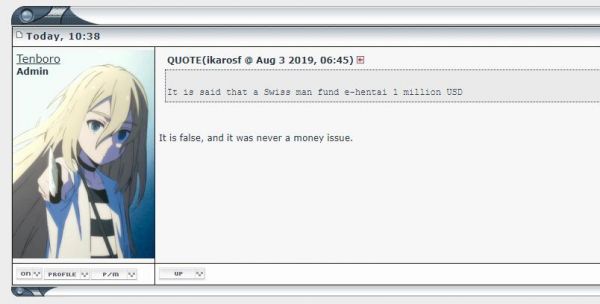 Today, 10:38
Tenboro
Admin
QUOTE(ikarosf @ Aug 3 2019, 06:45)
It is said that a Swiss man fund e-hentai 1 million USD
It is false, and it was never a money issue.
ON PROFILE P/M UP